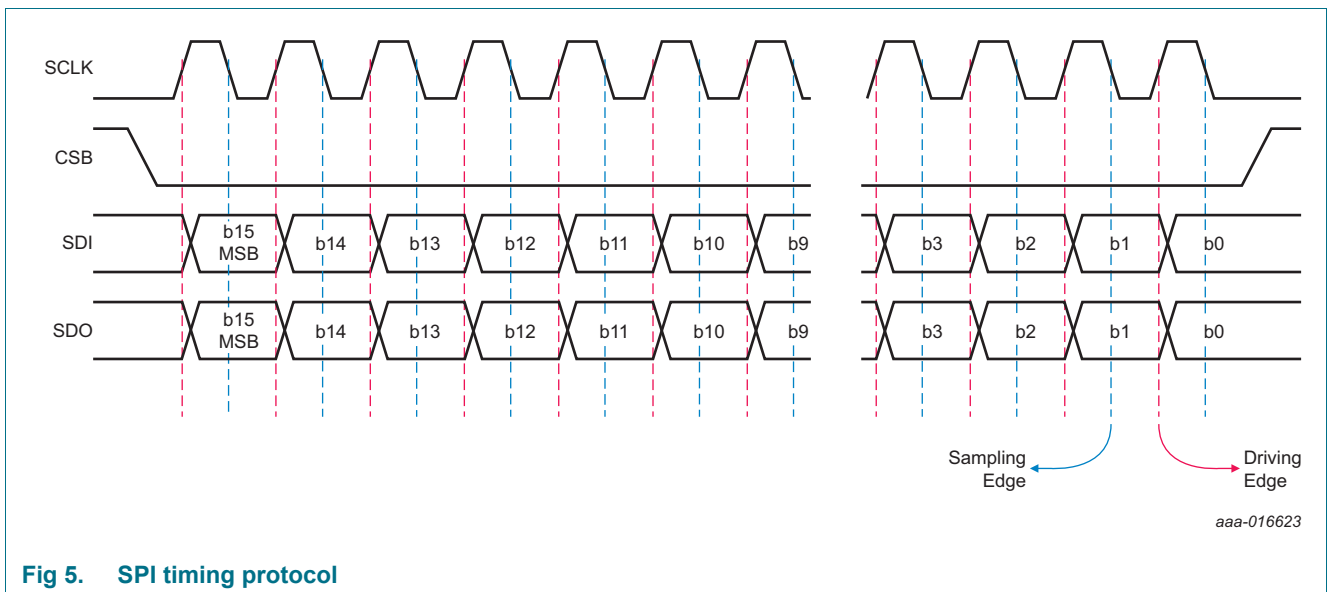 SCLK
CSB
SDI
b15
MSB
b14
b13
b12
b11
b10
b9
b3
b2
b1
b0
SDO
b15
MSB
b14
b13
b12
b11
b10
b9
b3
b2
b1
b0
Sampling
Edge
Driving
Edge
aaa-016623
Fig 5. SPI timing protocol